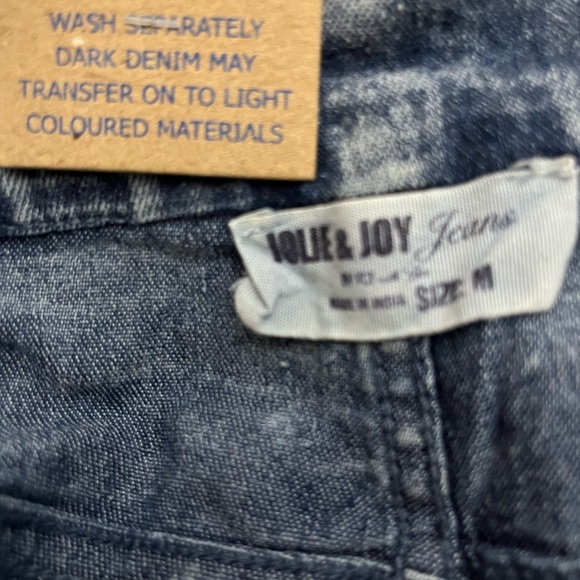 WASH SEPARATELY
DARK DENIM MAY
TRANSFER ON TO LIGHT
COLOURED MATERIALS
JOLIE & JOY Jeans
MADE IN INDIA SIZE: M